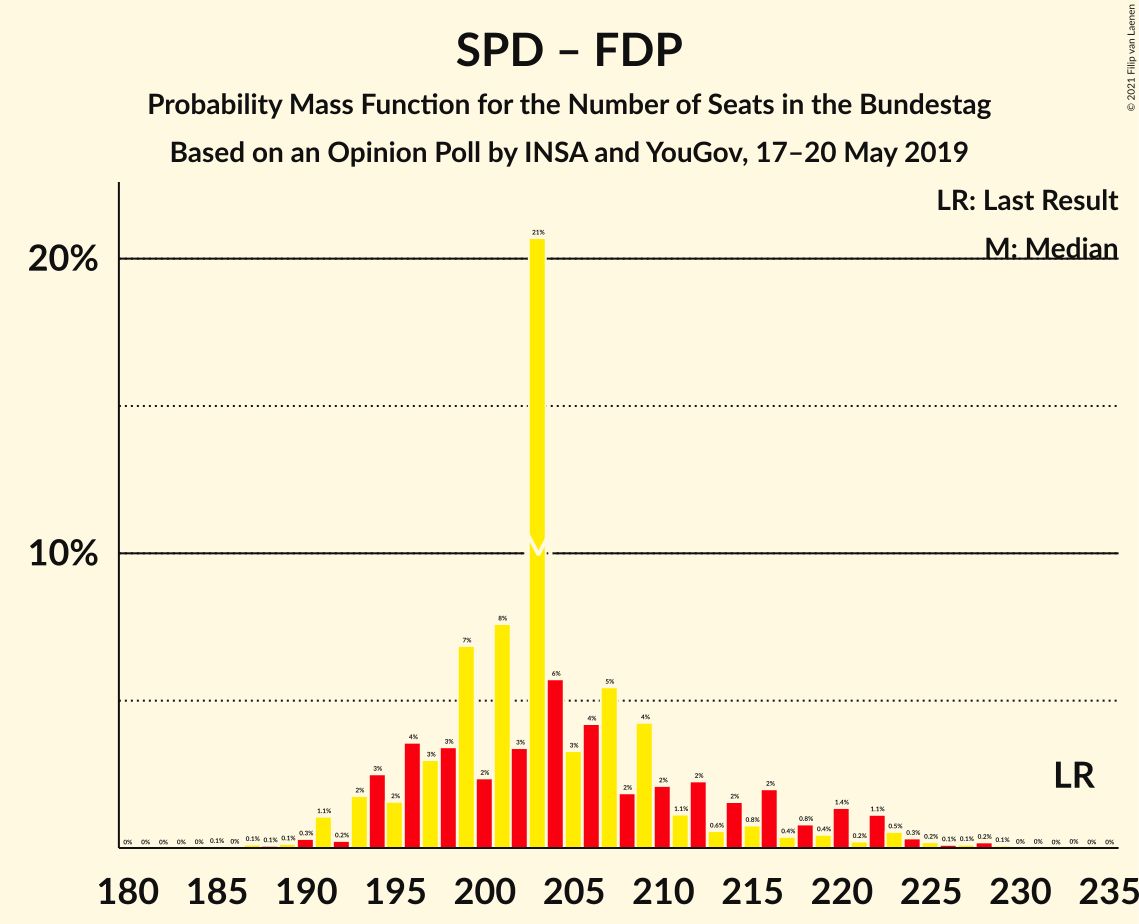 SPD – FDP
Probability Mass Function for the Number of Seats in the Bundestag
Based on an Opinion Poll by INSA and YouGov, 17–20 May 2019
© 2021 Filip van Laenen
LR: Last Result
M: Median
20%
10%
0% 0% 0% 0% 0% 0.1% 0% 0.1% 0.1% 0.1% 0.3% 1.1% 0.2% 2% 3% 2% 4% 3% 3% 7% 2% 8% 3% 21% 6% 3% 4% 5% 2% 4% 2% 1.1% 2% 0.6% 2% 0.8% 2% 0.4% 0.8% 0.4% 1.4% 0.2% 1.1% 0.5% 0.3% 0.2% 0.1% 0.1% 0.2% 0.1% 0% 0% 0% 0% 0% 0%
M
LR
180 185 190 195 200 205 210 215 220 225 230 235